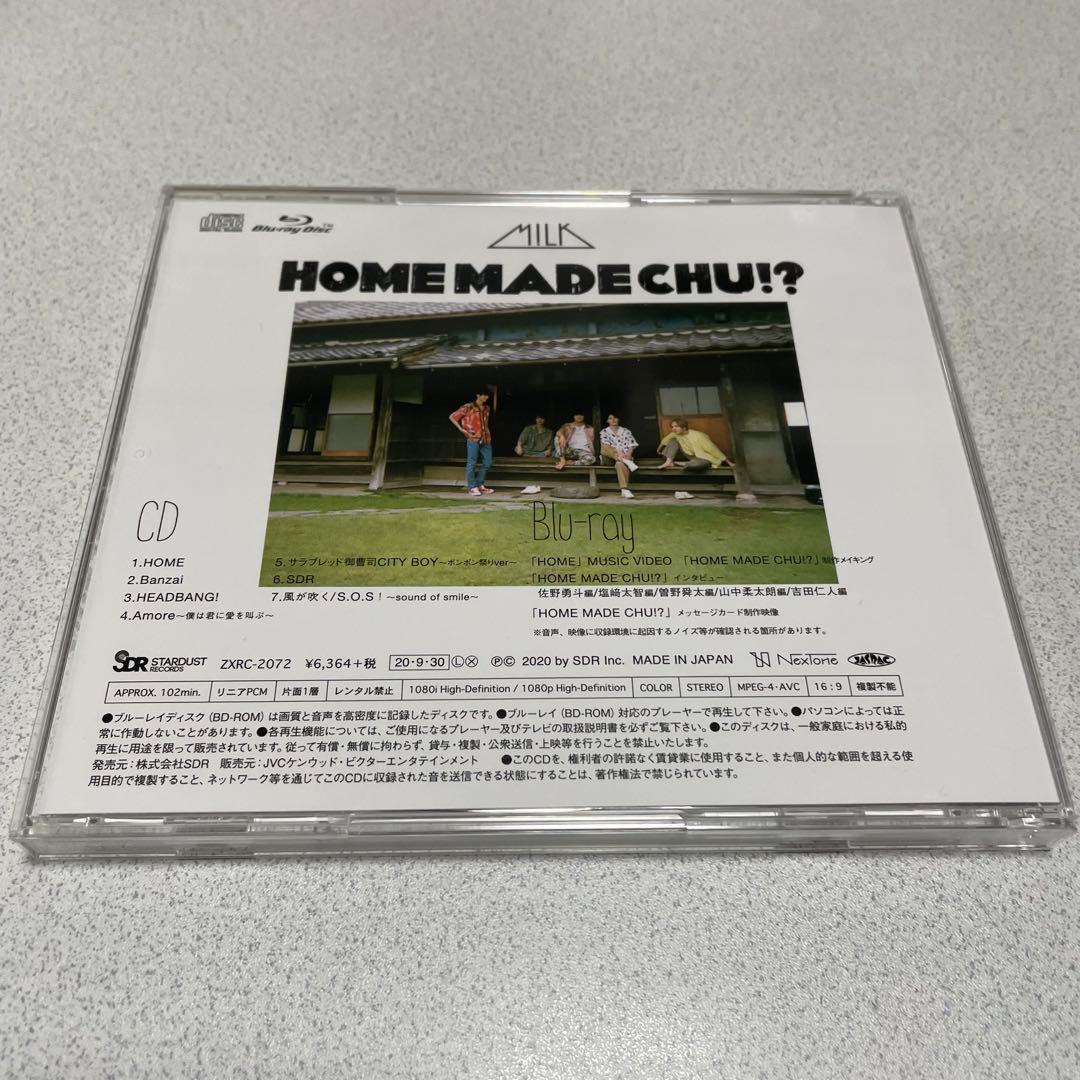 COMPACT disc DIGITAL AUDIO
Blu-ray Disc™
M!LK
HOME MADE CHU!?
CD
1.HOME
2.Banzai
3.HEADBANG!
4.Amore～僕は君に愛を叫ぶ～
5.サラブレッド御曹司CITY BOY～ボンボン祭りver～
6.SDR
7.風が吹く/S.O.S！～sound of smile～
Blu-ray
「HOME」MUSIC VIDEO 「HOME MADE CHU!?」制作メイキング
「HOME MADE CHU!?」インタビュー
佐野勇斗編/塩﨑太智編/曽野舜太編/山中柔太朗編/吉田仁人編
「HOME MADE CHU!?」メッセージカード制作映像
※音声、映像に収録環境に起因するノイズ等が確認される箇所があります。
SDR STARDUST RECORDS ZXRC-2072 ¥6,364+税 20・9・30 Ⓛ Ⓧ ℗© 2020 by SDR Inc. MADE IN JAPAN NexTone JASRAC
APPROX. 102min. リニアPCM 片面1層 レンタル禁止 1080i High-Definition / 1080p High-Definition COLOR STEREO MPEG-4・AVC 16:9 複製不能
●ブルーレイディスク（BD-ROM）は画質と音声を高密度に記録したディスクです。●ブルーレイ（BD-ROM）対応のプレーヤーで再生して下さい。●パソコンによっては正
常に作動しないことがあります。●各再生機能については、ご使用になるプレーヤー及びテレビの取扱説明書を必ずご覧下さい。●このディスクは、一般家庭における私的
再生に用途を限って販売されています。従って有償・無償に拘わらず、貸与・複製・公衆送信・上映等を行うことを禁止いたします。
発売元：株式会社SDR 販売元：JVCケンウッド・ビクターエンタテインメント ●このCDを、権利者の許諾なく賃貸業に使用すること、また個人的な範囲を超える使
用目的で複製すること、ネットワーク等を通じてこのCDに収録された音を送信できる状態にすることは、著作権法で禁じられています。